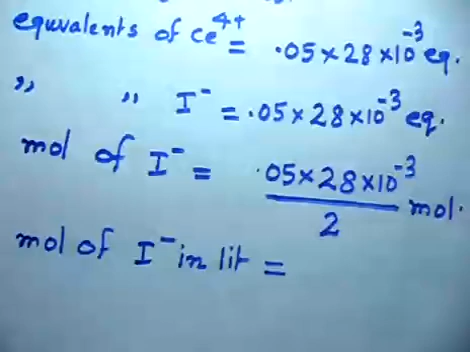 equvalents of Ce⁴⁺ = .05×28×10⁻³ eq.
,, ,, I⁻ = .05×28×10⁻³ eq.
mol of I⁻ = .05×28×10⁻³ / 2 mol.
mol of I⁻ in lit =